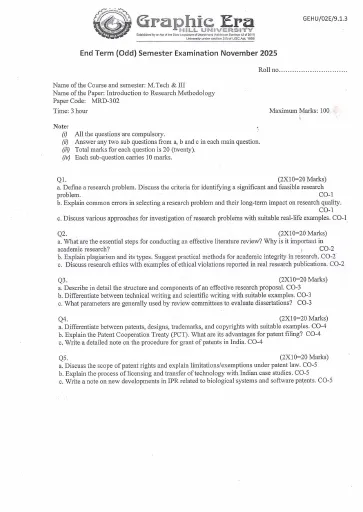 GEHU/02E/9.1.3
Graphic Era
HILL UNIVERSITY
End Term (Odd) Semester Examination November 2025
Roll no................................
Name of the Course and semester: M.Tech & III
Name of the Paper: Introduction to Research Methodology
Paper Code: MRD-302
Time: 3 hour Maximum Marks: 100
Note:
(i) All the questions are compulsory.
(ii) Answer any two sub questions from a, b and c in each main question.
(iii) Total marks for each question is 20 (twenty).
(iv) Each sub-question carries 10 marks.
Q1. (2X10=20 Marks)
a. Define a research problem. Discuss the criteria for identifying a significant and feasible research
problem. CO-1
b. Explain common errors in selecting a research problem and their long-term impact on research quality.
CO-1
c. Discuss various approaches for investigation of research problems with suitable real-life examples. CO-1
Q2. (2X10=20 Marks)
a. What are the essential steps for conducting an effective literature review? Why is it important in
academic research? CO-2
b. Explain plagiarism and its types. Suggest practical methods for academic integrity in research. CO-2
c. Discuss research ethics with examples of ethical violations reported in real research publications. CO-2
Q3. (2X10=20 Marks)
a. Describe in detail the structure and components of an effective research proposal. CO-3
b. Differentiate between technical writing and scientific writing with suitable examples. CO-3
c. What parameters are generally used by review committees to evaluate dissertations? CO-3
Q4. (2X10=20 Marks)
a. Differentiate between patents, designs, trademarks, and copyrights with suitable examples. CO-4
b. Explain the Patent Cooperation Treaty (PCT). What are its advantages for patent filing? CO-4
c. Write a detailed note on the procedure for grant of patents in India. CO-4
Q5. (2X10=20 Marks)
a. Discuss the scope of patent rights and explain limitations/exemptions under patent law. CO-5
b. Explain the process of licensing and transfer of technology with Indian case studies. CO-5
c. Write a note on new developments in IPR related to biological systems and software patents. CO-5